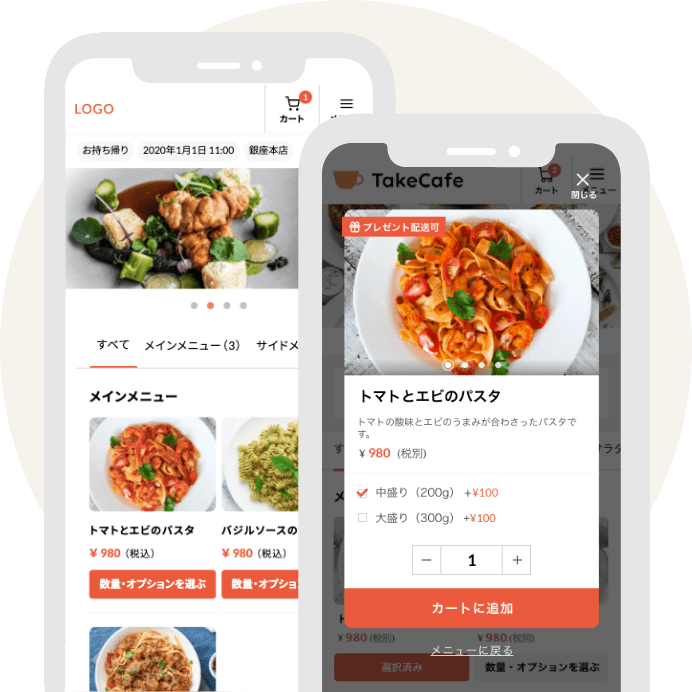 LOGO
1
カート
お持ち帰り
2020年1月1日 11:00
銀座本店
すべて
メインメニュー（3）
サイドメ
メインメニュー
トマトとエビのパスタ
¥ 980（税込）
数量・オプションを選ぶ
バジルソースの
¥ 980（税込）
数量・オプショ
TakeCafe
2
カート
ニュー
閉じる
プレゼント配送可
トマトとエビのパスタ
トマトの酸味とエビのうまみが合わさったパスタで
す。
¥ 980 （税別）
中盛り（200g） +¥100
大盛り（300g） +¥100
− 1 +
カートに追加
¥ 980 (税別)
¥ 980 (税別)
メニューに戻る
選択済み
数量・オプションを選ぶ